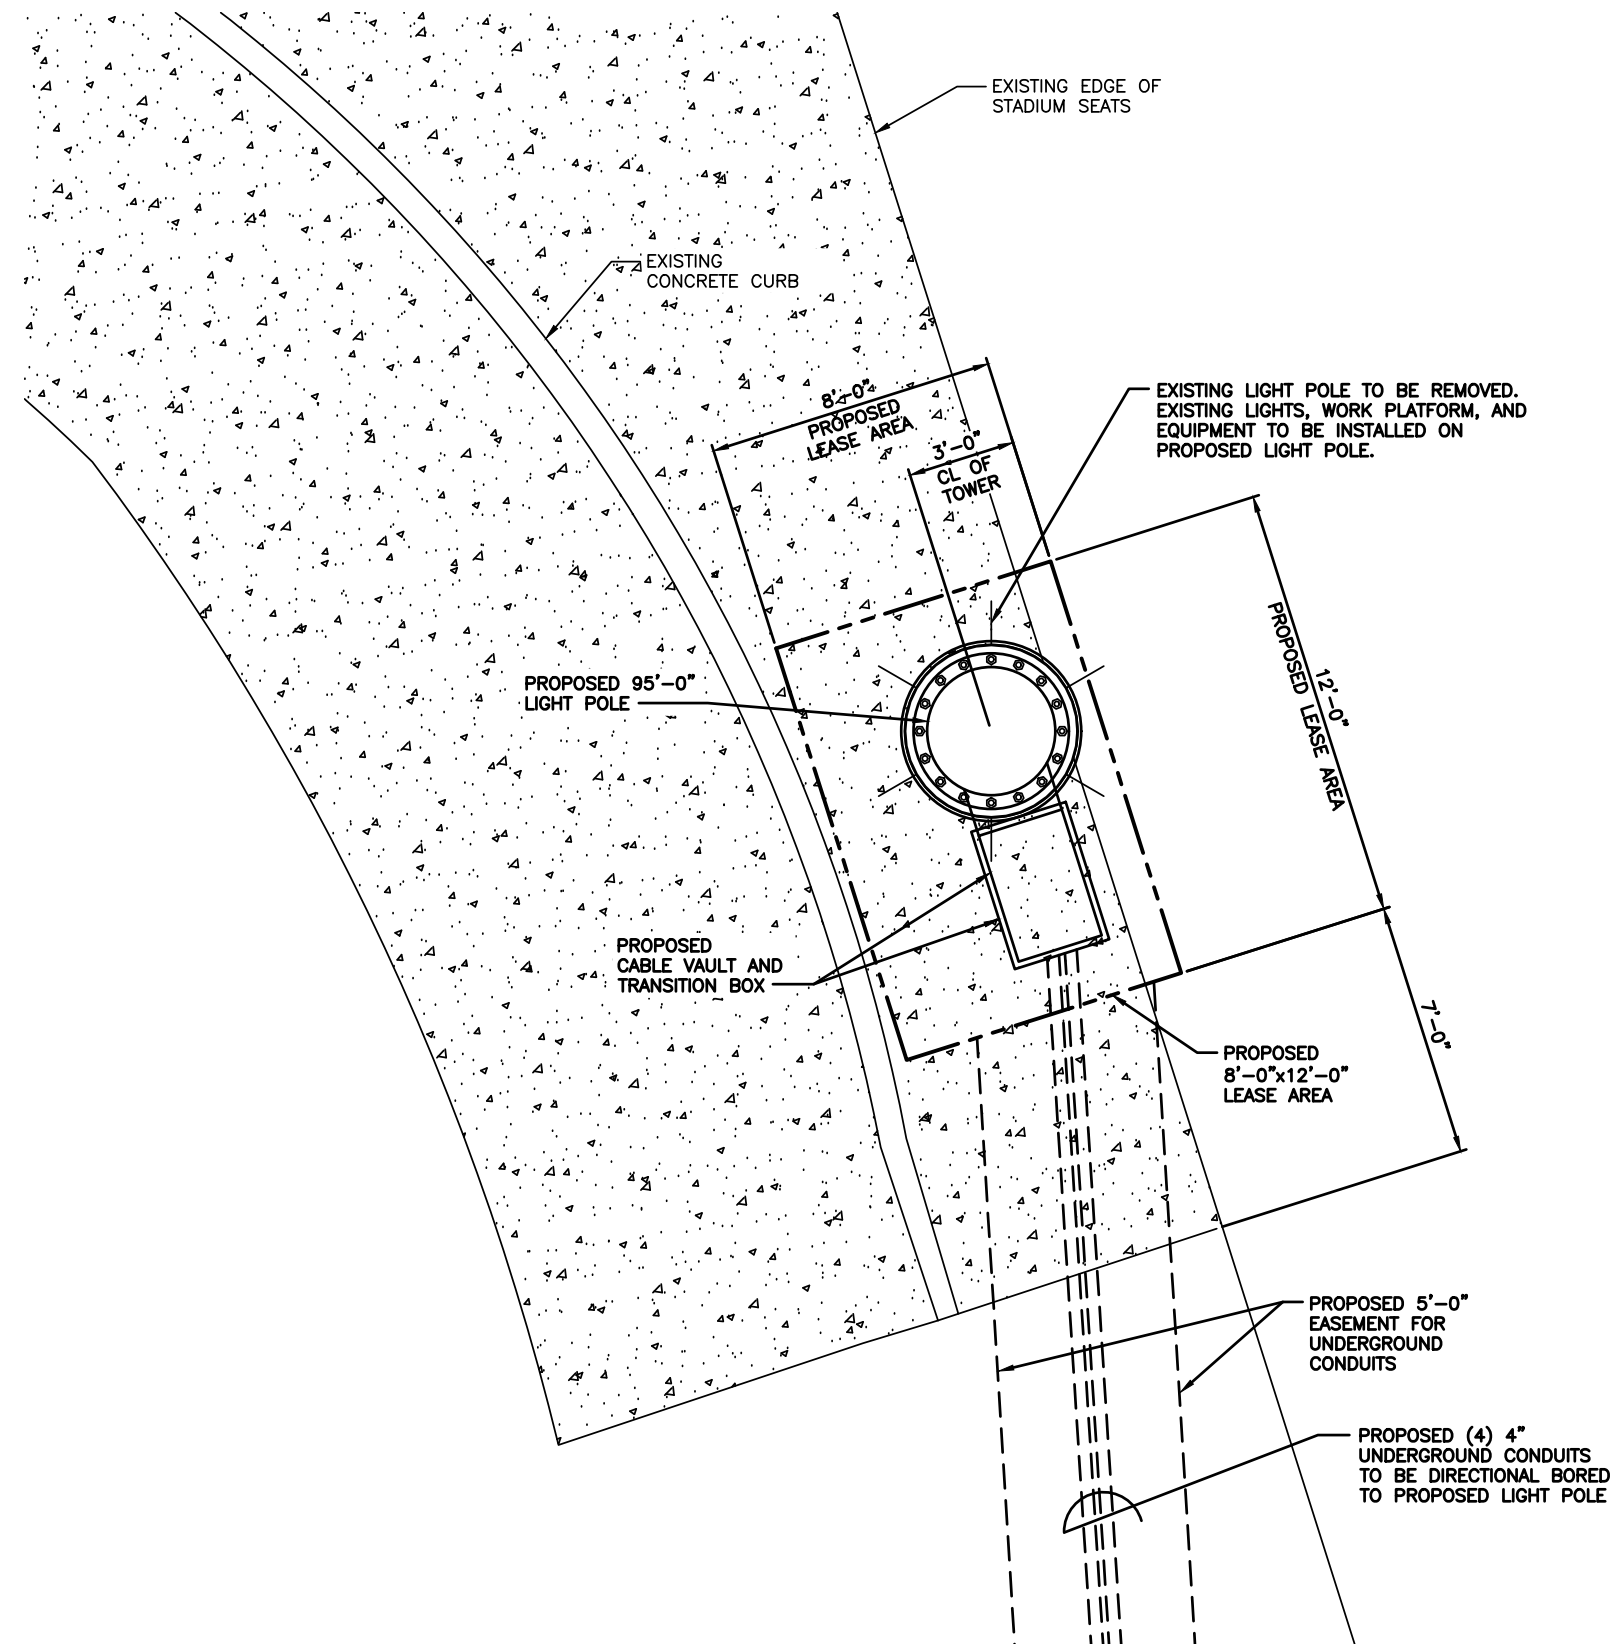 EXISTING EDGE OF
STADIUM SEATS
EXISTING
CONCRETE CURB
8'-0"
PROPOSED
LEASE AREA
3'-0"
CL OF
TOWER
EXISTING LIGHT POLE TO BE REMOVED.
EXISTING LIGHTS, WORK PLATFORM, AND
EQUIPMENT TO BE INSTALLED ON
PROPOSED LIGHT POLE.
12'-0"
PROPOSED LEASE AREA
PROPOSED 95'-0"
LIGHT POLE
PROPOSED
CABLE VAULT AND
TRANSITION BOX
7'-0"
PROPOSED
8'-0"x12'-0"
LEASE AREA
PROPOSED 5'-0"
EASEMENT FOR
UNDERGROUND
CONDUITS
PROPOSED (4) 4"
UNDERGROUND CONDUITS
TO BE DIRECTIONAL BORED
TO PROPOSED LIGHT POLE